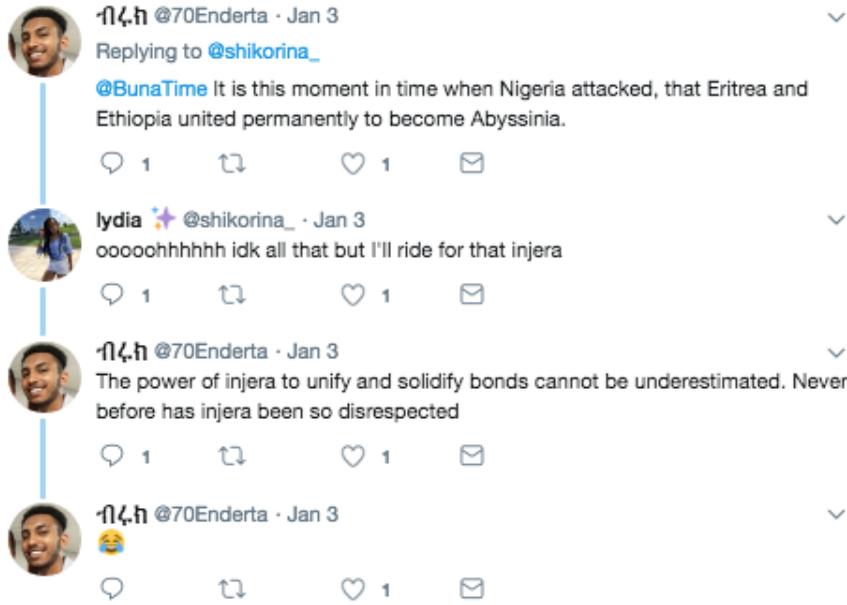 ብሩክ @70Enderta · Jan 3
Replying to @shikorina_
@BunaTime It is this moment in time when Nigeria attacked, that Eritrea and
Ethiopia united permanently to become Abyssinia.
1 1
lydia ✨ @shikorina_ · Jan 3
ooooohhhhhh idk all that but I'll ride for that injera
1 1
ብሩክ @70Enderta · Jan 3
The power of injera to unify and solidify bonds cannot be underestimated. Never
before has injera been so disrespected
1 1
ብሩክ @70Enderta · Jan 3
😂
1